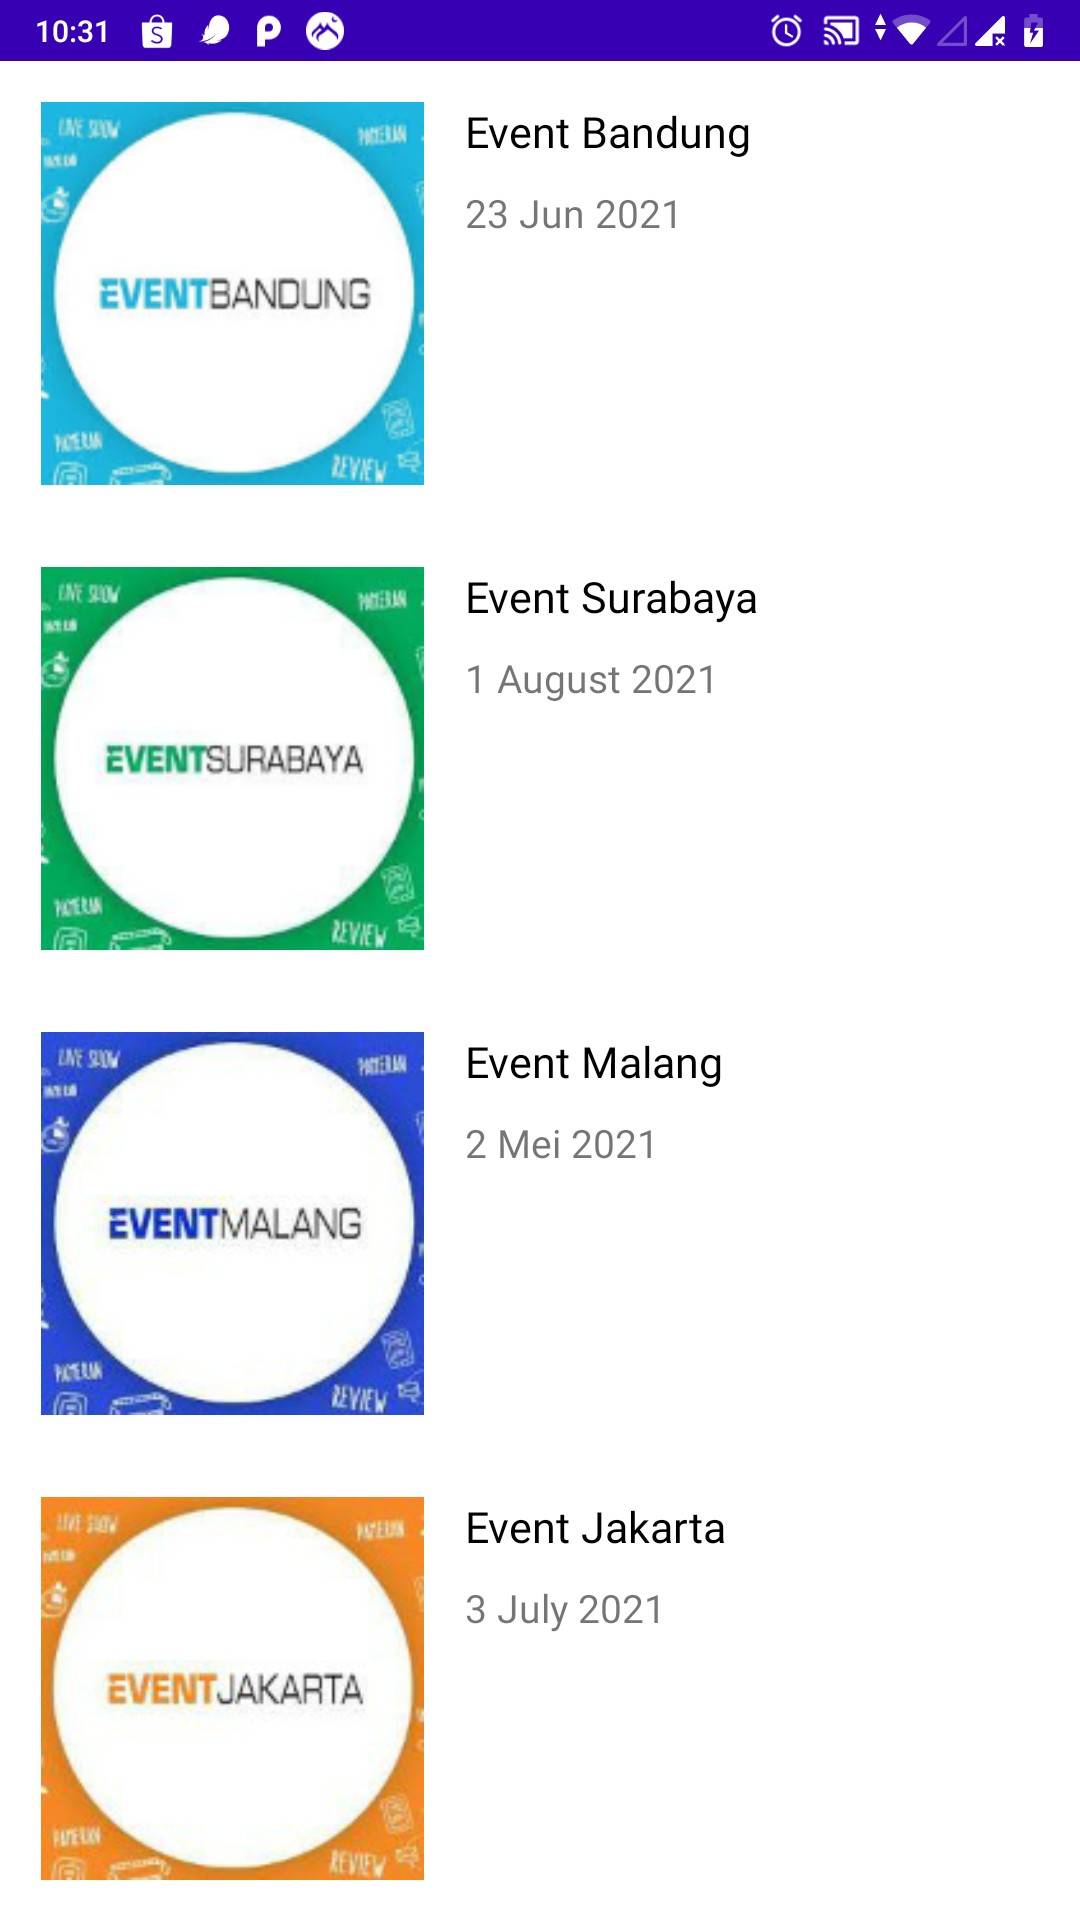 10:31
LIVE SHOW
PAMERAN
EVENTBANDUNG
PAMERAN
REVIEW
Event Bandung
23 Jun 2021
LIVE SHOW
PAMERAN
EVENTSURABAYA
PAMERAN
REVIEW
Event Surabaya
1 August 2021
LIVE SHOW
PAMERAN
EVENTMALANG
PAMERAN
REVIEW
Event Malang
2 Mei 2021
LIVE SHOW
PAMERAN
EVENTJAKARTA
PAMERAN
REVIEW
Event Jakarta
3 July 2021